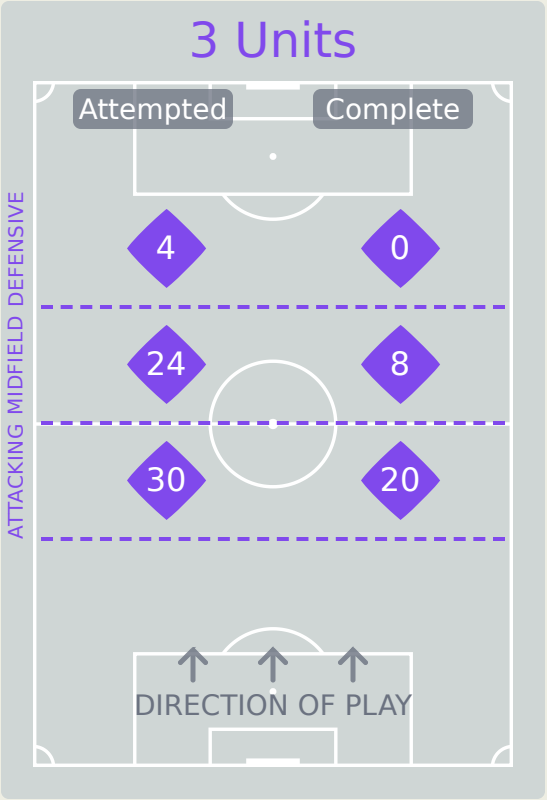 3 Units
Attempted Complete
4 0
24 8
30 20
ATTACKING MIDFIELD DEFENSIVE
DIRECTION OF PLAY